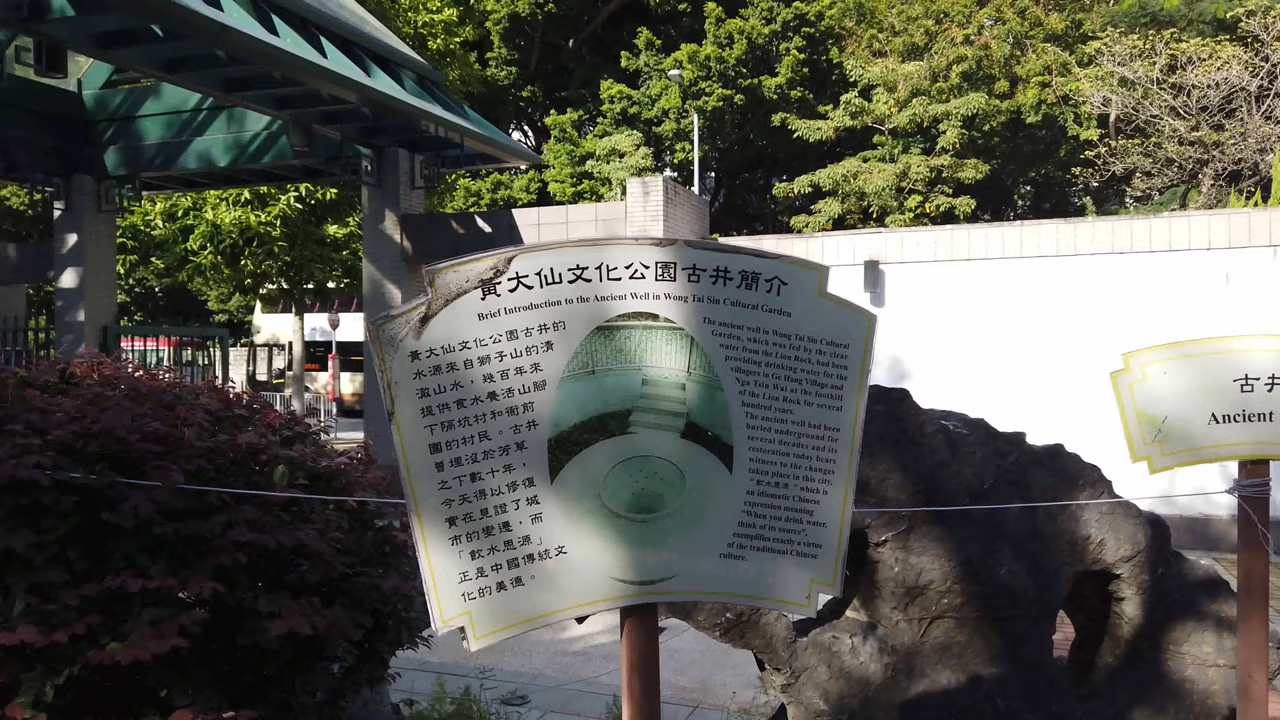 黃大仙文化公園古井簡介
Brief Introduction to the Ancient Well in Wong Tai Sin Cultural Garden
黃大仙文化公園古井的
水源來自獅子山的清
澈山水，幾百年來
提供食水養活山腳
下隔坑村和衙前
圍的村民。古井
曾埋沒於芳草
之下數十年，
今天得以修復
實在見證了城
市的變遷，而
「飲水思源」
正是中國傳統文
化的美德。
The ancient well in Wong Tai Sin Cultural
Garden, which was fed by the clear
water from the Lion Rock, had been
providing drinking water for the
villagers in Ge Hang Village and
Nga Tsin Wai at the foothill
of the Lion Rock for several
hundred years.
The ancient well had been
buried underground for
several decades and its
restoration today bears
witness to the changes
taken place in this city.
"飲水思源" which is
an idiomatic Chinese
expression meaning
"When you drink water,
think of its source",
exemplifies exactly a virtue
of the traditional Chinese
culture.
古井
Ancient